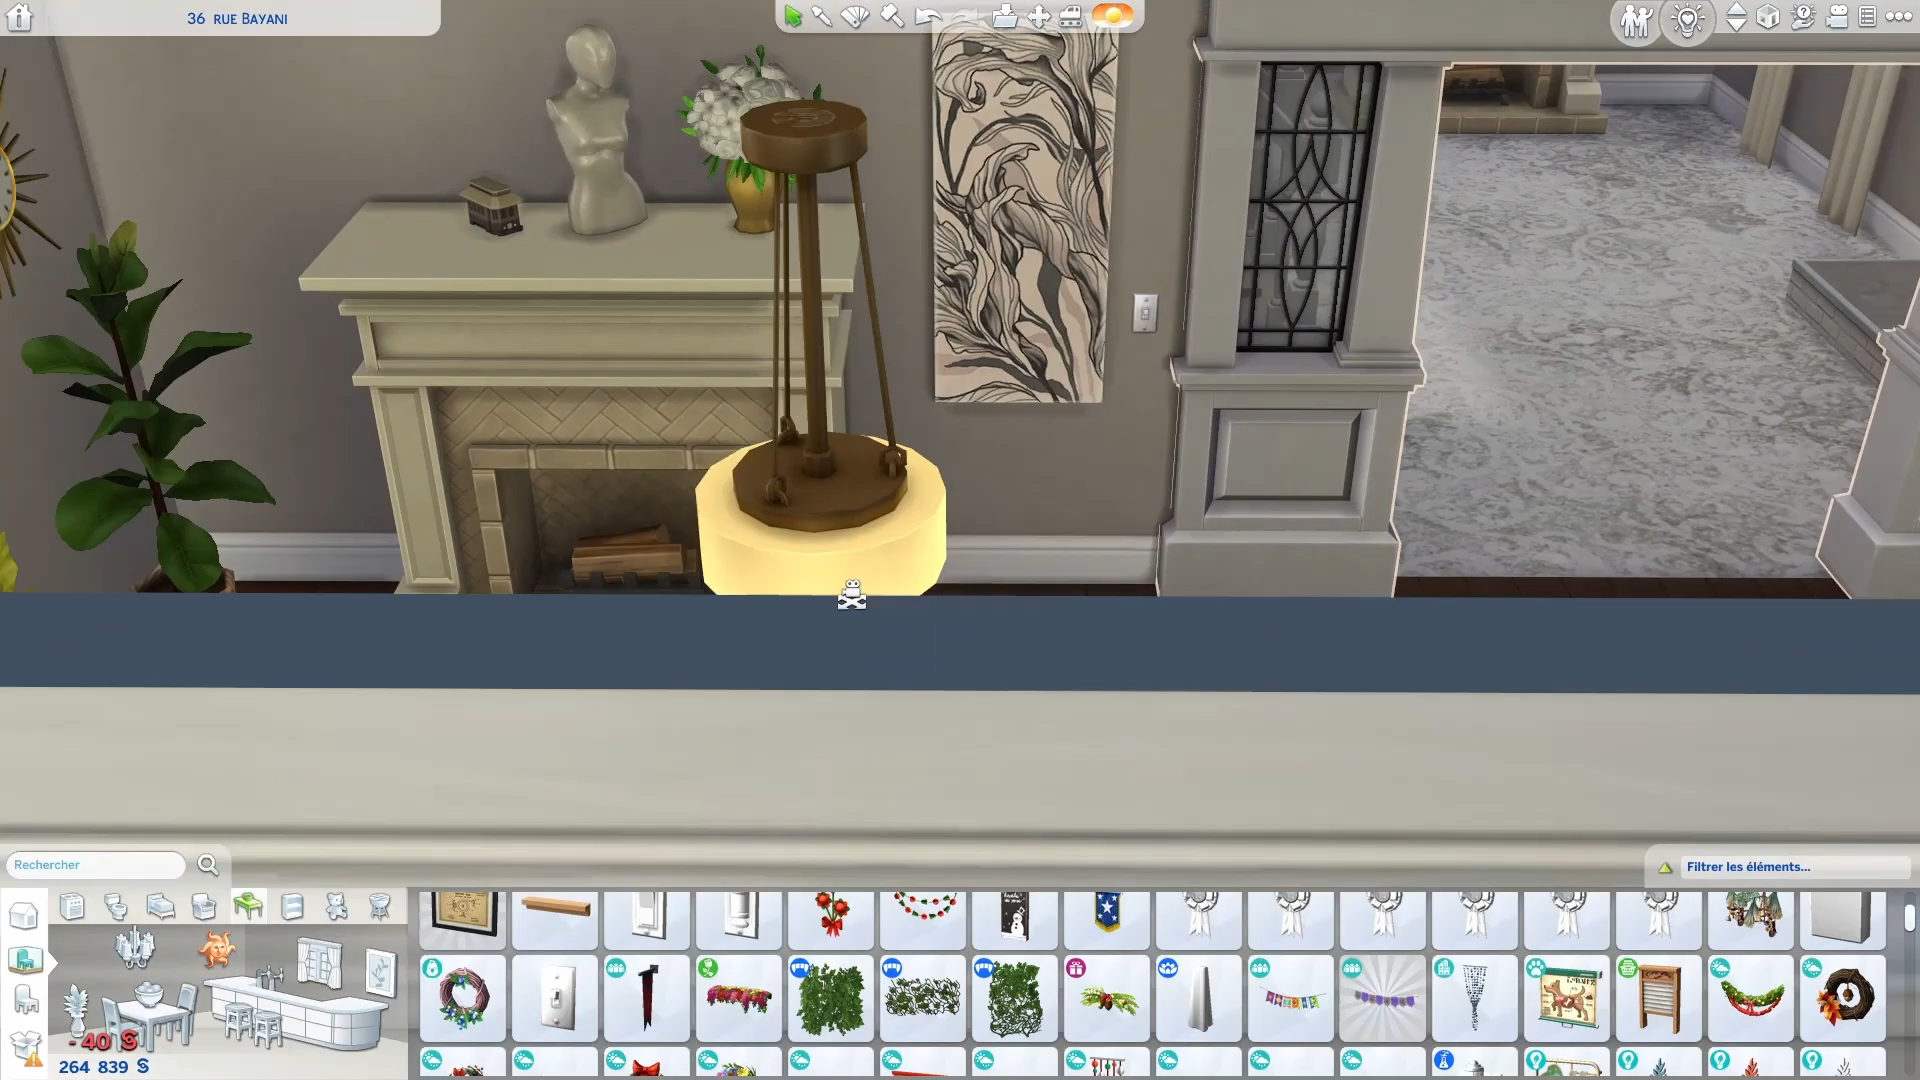 36 RUE BAYANI
Rechercher
Filtrer les éléments...
- 40 §
264 839 §